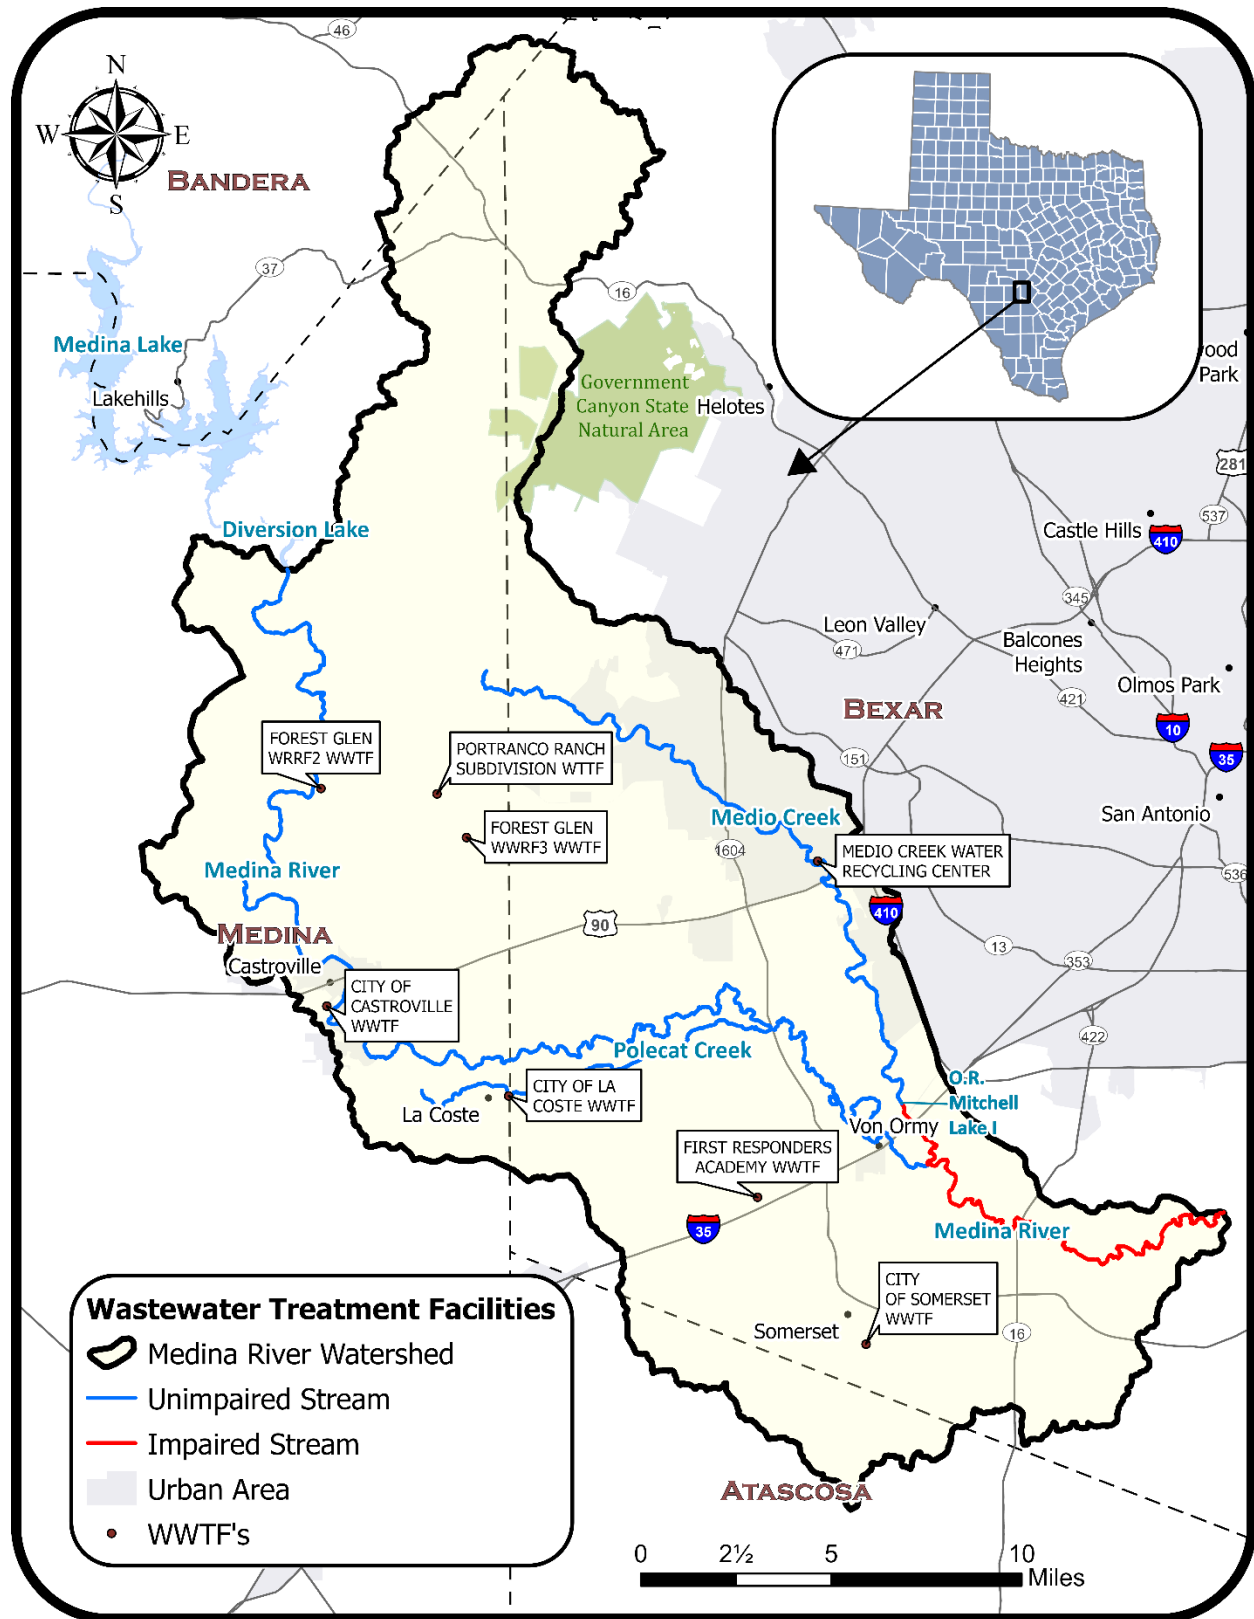 46
N
W
E
S
BANDERA
37
16
Medina Lake
Lakehills
Government
Canyon State
Natural Area
Helotes
ood
Park
281
537
Castle Hills
410
Diversion Lake
345
Leon Valley
471
Balcones
Heights
Olmos Park
421
BEXAR
10
35
151
San Antonio
FOREST GLEN
WRRF2 WWTF
PORTRANCO RANCH
SUBDIVISION WTTF
FOREST GLEN
WWRF3 WWTF
Medio Creek
1604
MEDIO CREEK WATER
RECYCLING CENTER
536
Medina River
410
90
13
353
MEDINA
Castroville
CITY OF
CASTROVILLE
WWTF
422
Polecat Creek
O.R.
Mitchell
Lake I
CITY OF LA
COSTE WWTF
La Coste
Von Ormy
FIRST RESPONDERS
ACADEMY WWTF
35
Medina River
CITY
OF SOMERSET
WWTF
Somerset
16
ATASCOSA
Wastewater Treatment Facilities
Medina River Watershed
Unimpaired Stream
Impaired Stream
Urban Area
WWTF's
0 2½ 5 10
Miles